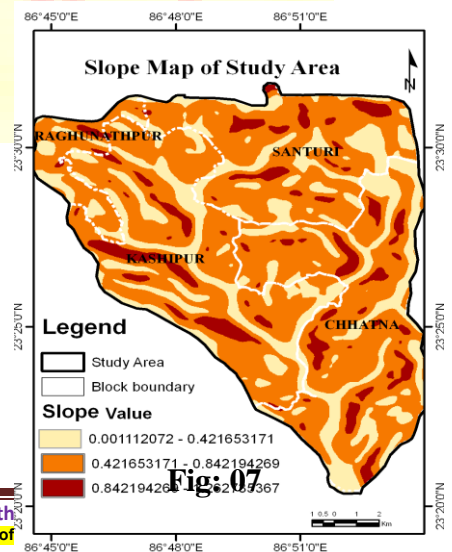 86°45'0"E 86°48'0"E 86°51'0"E
Slope Map of Study Area
N
RAGHUNATHPUR
SANTURI
23°30'0"N 23°30'0"N
KASHIPUR
CHHATNA
23°25'0"N 23°25'0"N
Legend
Study Area
Block boundary
Slope Value
0.001112072 - 0.421653171
0.421653171 - 0.842194269
Fig: 07
1 0.5 0 1 2
Km
23°20'0"N 23°20'0"N
th
of
86°45'0"E 86°48'0"E 86°51'0"E